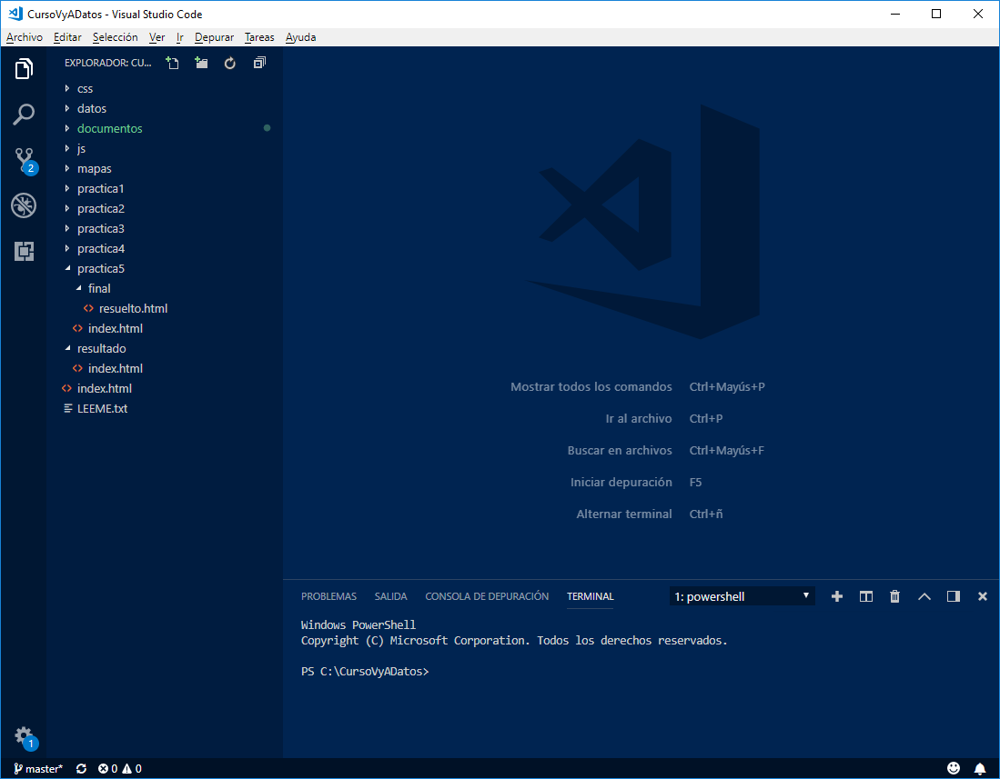 CursoVyADatos - Visual Studio Code
Archivo Editar Selección Ver Ir Depurar Tareas Ayuda
EXPLORADOR: CU...
css
datos
documentos
js
mapas
practica1
practica2
practica3
practica4
practica5
final
resuelto.html
index.html
resultado
index.html
index.html
LEEME.txt
2
1
Mostrar todos los comandos Ctrl+Mayús+P
Ir al archivo Ctrl+P
Buscar en archivos Ctrl+Mayús+F
Iniciar depuración F5
Alternar terminal Ctrl+ñ
PROBLEMAS SALIDA CONSOLA DE DEPURACIÓN TERMINAL 1: powershell
Windows PowerShell
Copyright (C) Microsoft Corporation. Todos los derechos reservados.
PS C:\CursoVyADatos>
master* 0 0